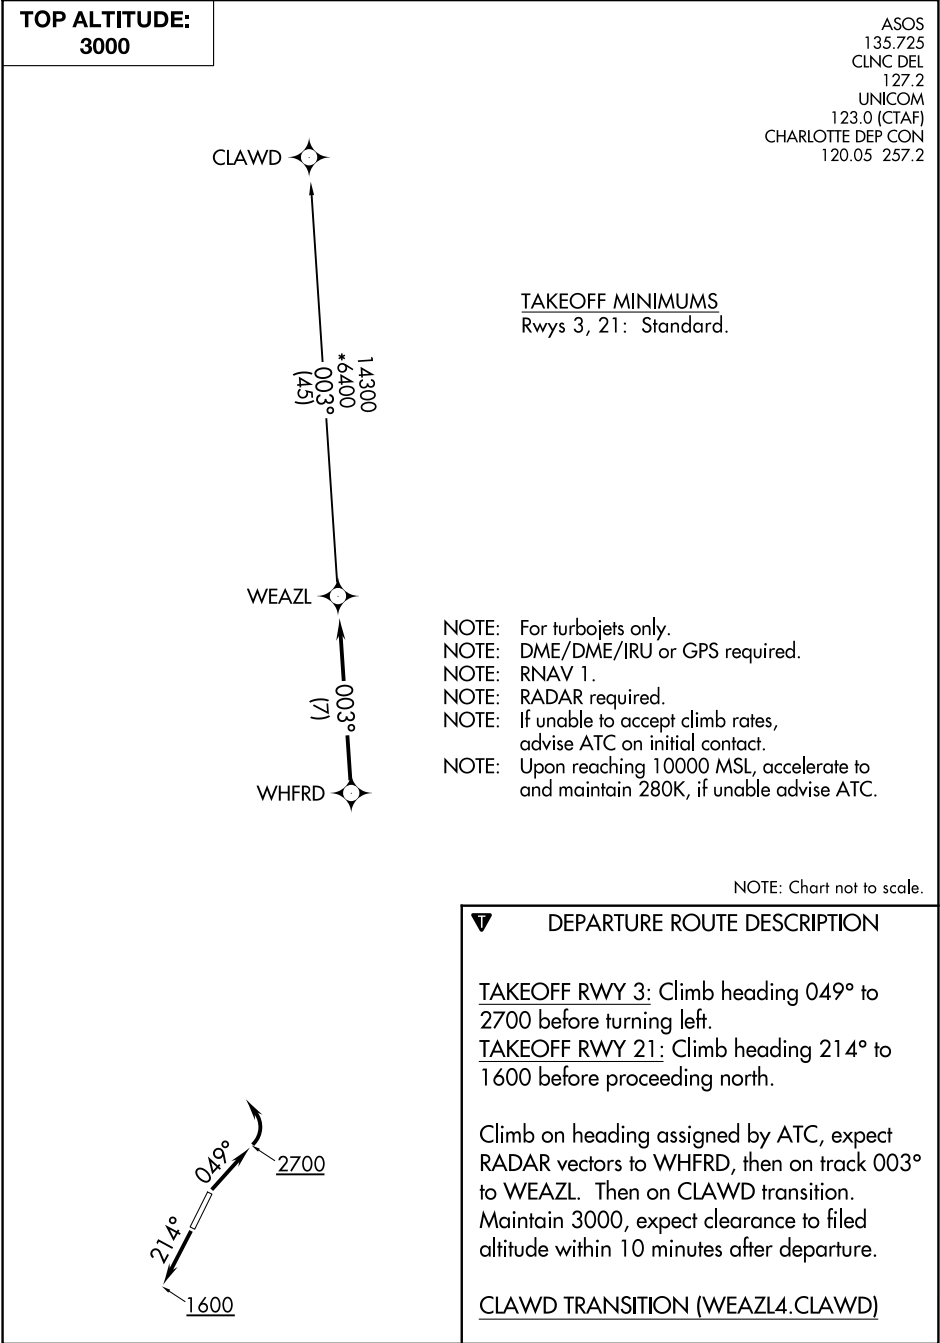 TOP ALTITUDE:
3000
ASOS
135.725
CLNC DEL
127.2
UNICOM
123.0 (CTAF)
CHARLOTTE DEP CON
120.05 257.2
CLAWD
TAKEOFF MINIMUMS
Rwys 3, 21: Standard.
14300
*6400
003°
(45)
WEAZL
003°
(7)
WHFRD
NOTE: For turbojets only.
NOTE: DME/DME/IRU or GPS required.
NOTE: RNAV 1.
NOTE: RADAR required.
NOTE: If unable to accept climb rates,
advise ATC on initial contact.
NOTE: Upon reaching 10000 MSL, accelerate to
and maintain 280K, if unable advise ATC.
NOTE: Chart not to scale.
T DEPARTURE ROUTE DESCRIPTION
TAKEOFF RWY 3: Climb heading 049° to
2700 before turning left.
TAKEOFF RWY 21: Climb heading 214° to
1600 before proceeding north.
Climb on heading assigned by ATC, expect
RADAR vectors to WHFRD, then on track 003°
to WEAZL. Then on CLAWD transition.
Maintain 3000, expect clearance to filed
altitude within 10 minutes after departure.
CLAWD TRANSITION (WEAZL4.CLAWD)
049°
2700
214°
1600